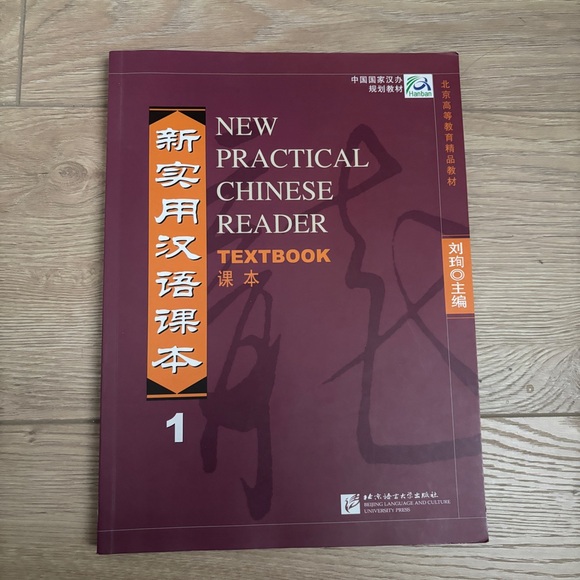 中国国家汉办
规划教材
Hanban
北京高等教育精品教材
新实用汉语课本
NEW
PRACTICAL
CHINESE
READER
TEXTBOOK
课本
刘珣◎主编
1
北京语言大学出版社
BEIJING LANGUAGE AND CULTURE
UNIVERSITY PRESS